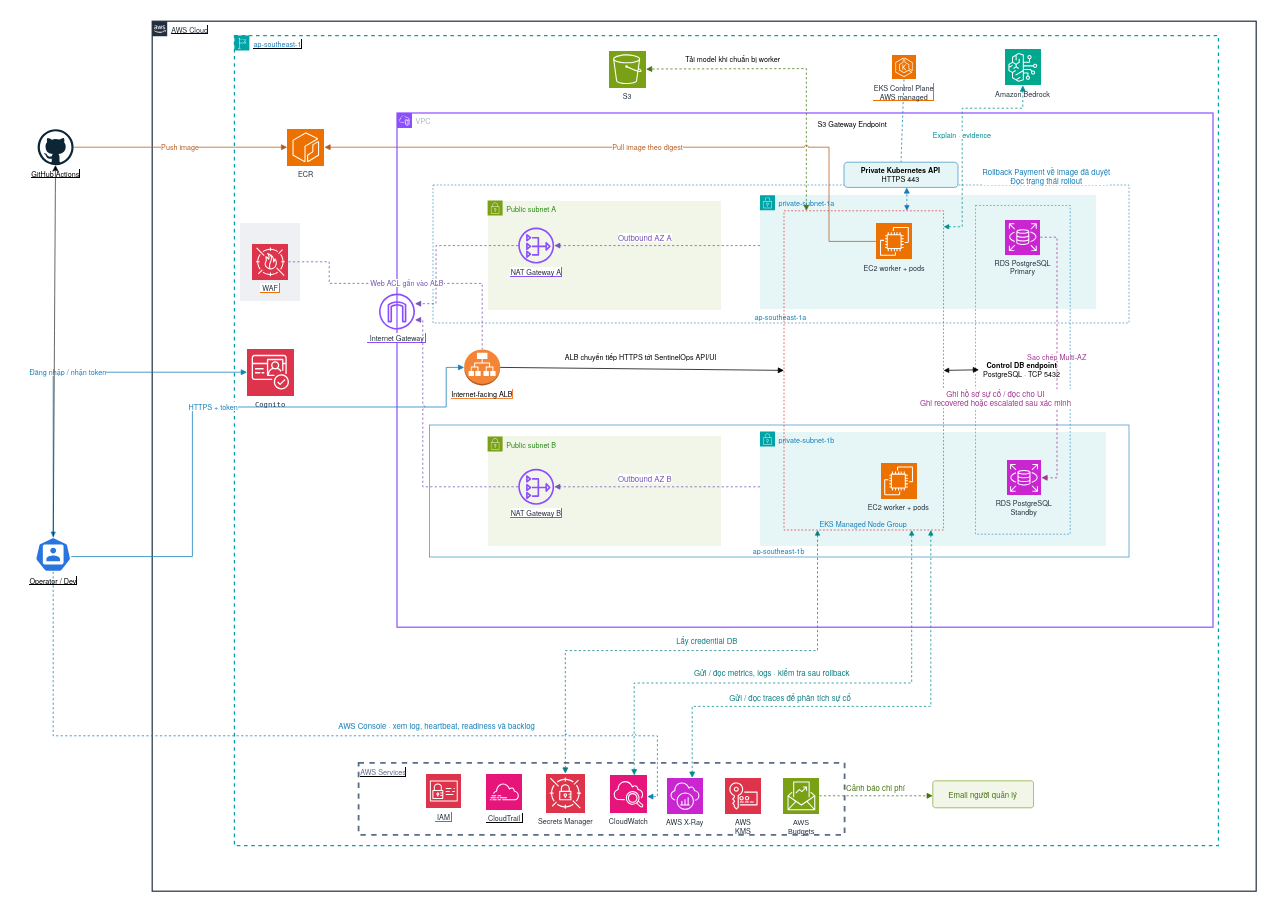 AWS Cloud
ap-southeast-1
S3
Tải model khi chuẩn bị worker
EKS Control Plane
AWS managed
Amazon Bedrock
VPC
S3 Gateway Endpoint
Explain · evidence
GitHub Actions
Push image
ECR
Pull image theo digest
Private Kubernetes API
HTTPS 443
Rollback Payment về image đã duyệt
Đọc trạng thái rollout
Public subnet A
private-subnet-1a
NAT Gateway A
Outbound AZ A
EC2 worker + pods
RDS PostgreSQL
Primary
WAF
Web ACL gắn vào ALB
Internet Gateway
ap-southeast-1a
Đăng nhập / nhận token
Cognito
HTTPS + token
Internet-facing ALB
ALB chuyển tiếp HTTPS tới SentinelOps API/UI
Sao chép Multi-AZ
Control DB endpoint
PostgreSQL · TCP 5432
Ghi hồ sơ sự cố / đọc cho UI
Ghi recovered hoặc escalated sau xác minh
Public subnet B
private-subnet-1b
NAT Gateway B
Outbound AZ B
EC2 worker + pods
RDS PostgreSQL
Standby
EKS Managed Node Group
ap-southeast-1b
Operator / Dev
Lấy credential DB
Gửi / đọc metrics, logs · kiểm tra sau rollback
Gửi / đọc traces để phân tích sự cố
AWS Console · xem log, heartbeat, readiness và backlog
AWS Services
IAM
CloudTrail
Secrets Manager
CloudWatch
AWS X-Ray
AWS
KMS
AWS
Budgets
Cảnh báo chi phí
Email người quản lý